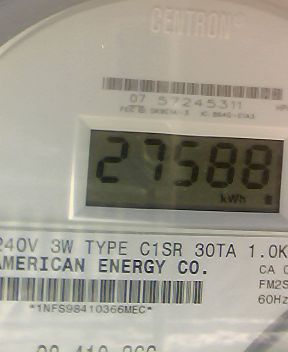 CENTRON®
07 57245311
27588
kWh
240V 3W TYPE C1SR 30TA 1.0K
AMERICAN ENERGY CO.
CA
FM2S
60Hz
*1NFS98410366MEC*